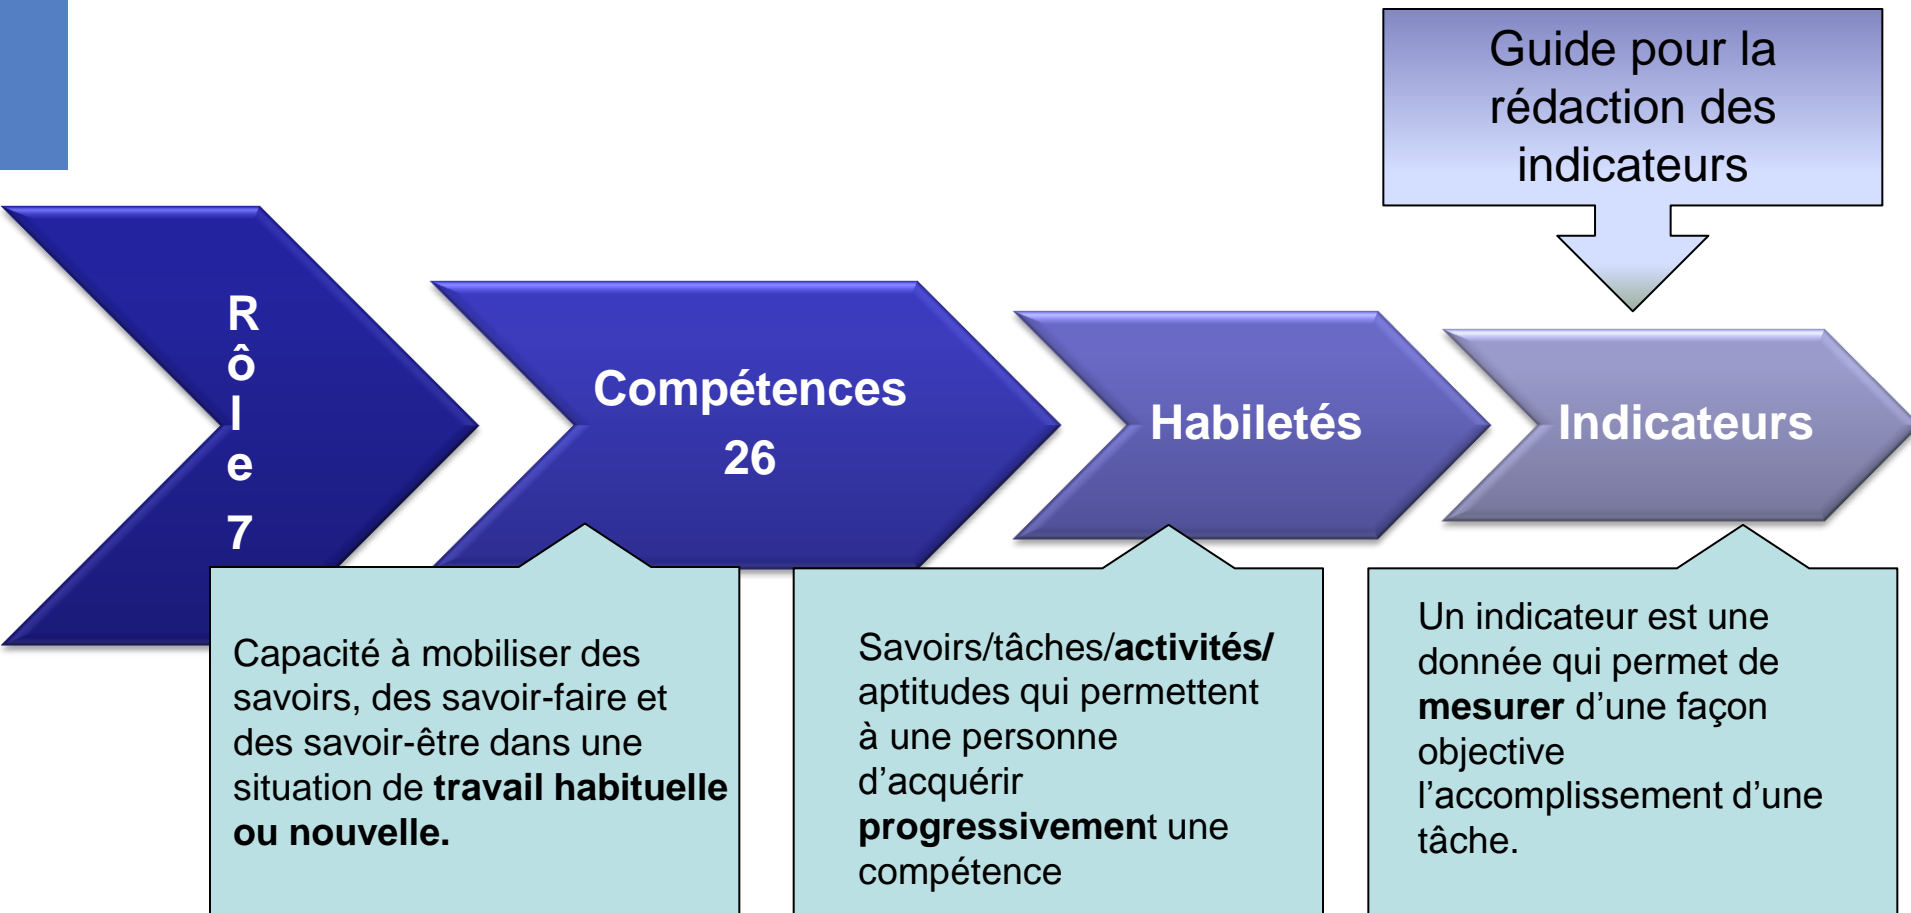 Guide pour la
rédaction des
indicateurs
R
ô
l
e
7
Compétences
26
Habiletés
Indicateurs
Capacité à mobiliser des
savoirs, des savoir-faire et
des savoir-être dans une
situation de travail habituelle
ou nouvelle.
Savoirs/tâches/activités/
aptitudes qui permettent
à une personne
d’acquérir
progressivement une
compétence
Un indicateur est une
donnée qui permet de
mesurer d’une façon
objective
l’accomplissement d’une
tâche.